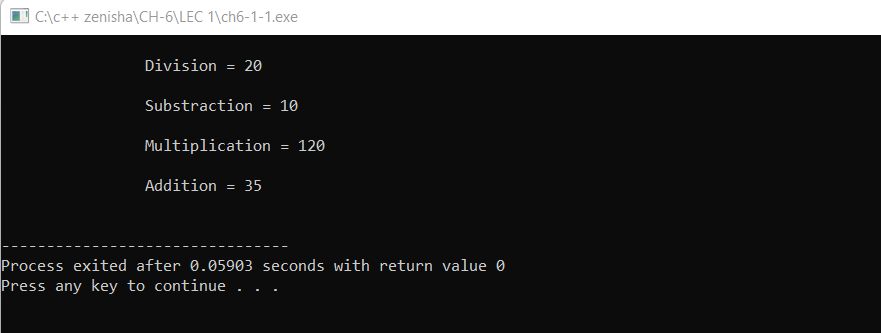 C:\c++ zenisha\CH-6\LEC 1\ch6-1-1.exe
Division = 20
Substraction = 10
Multiplication = 120
Addition = 35
--------------------------------
Process exited after 0.05903 seconds with return value 0
Press any key to continue . . .